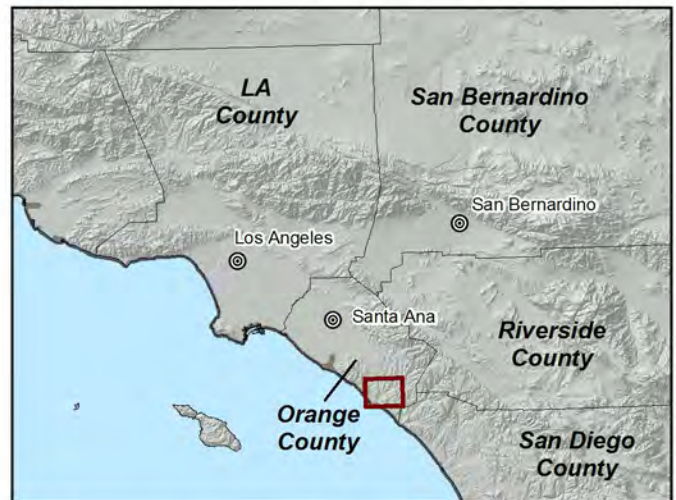 LA
County
San Bernardino
County
San Bernardino
Los Angeles
Santa Ana
Riverside
County
Orange
County
San Diego
County